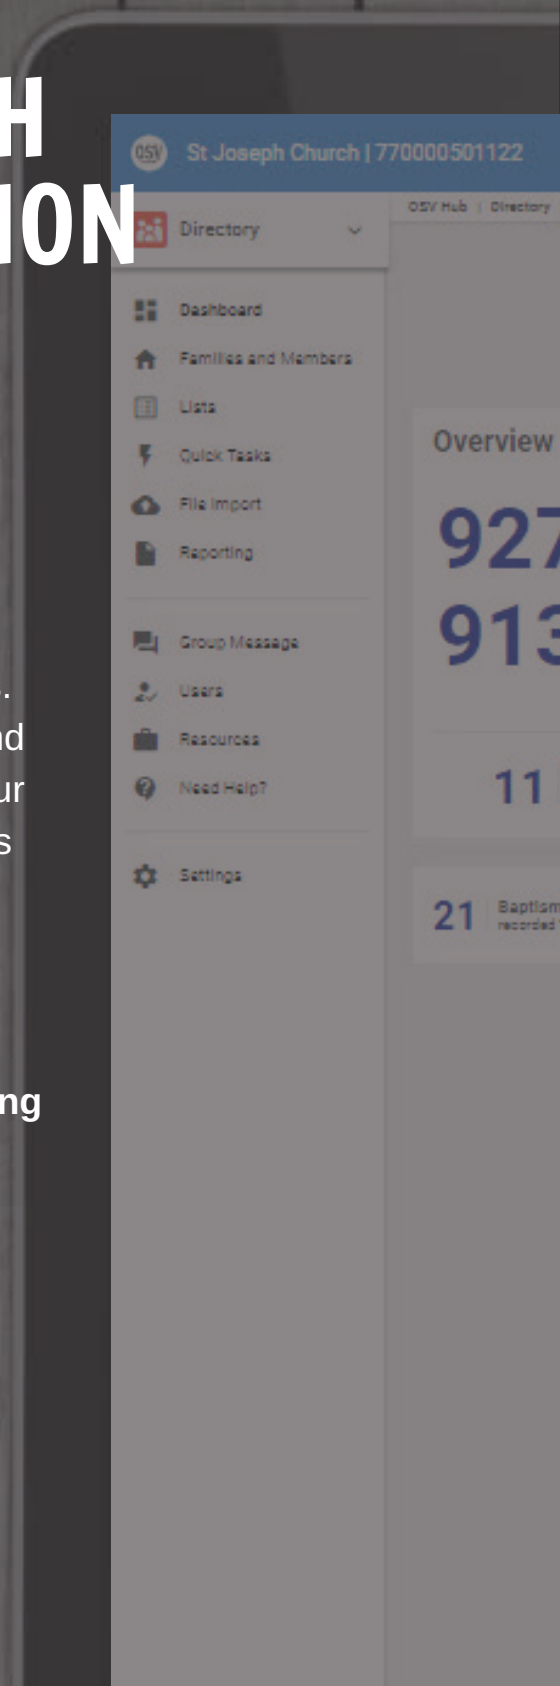 H
ION
OSV St Joseph Church | 770000501122
OSV Hub | Directory
Directory
Dashboard
Families and Members
Lists
Quick Tasks
File Import
Reporting
Group Message
Users
Resources
Need Help?
Settings
Overview
927
913
11
21 Baptism
recorded
.
nd
ur
s
ng